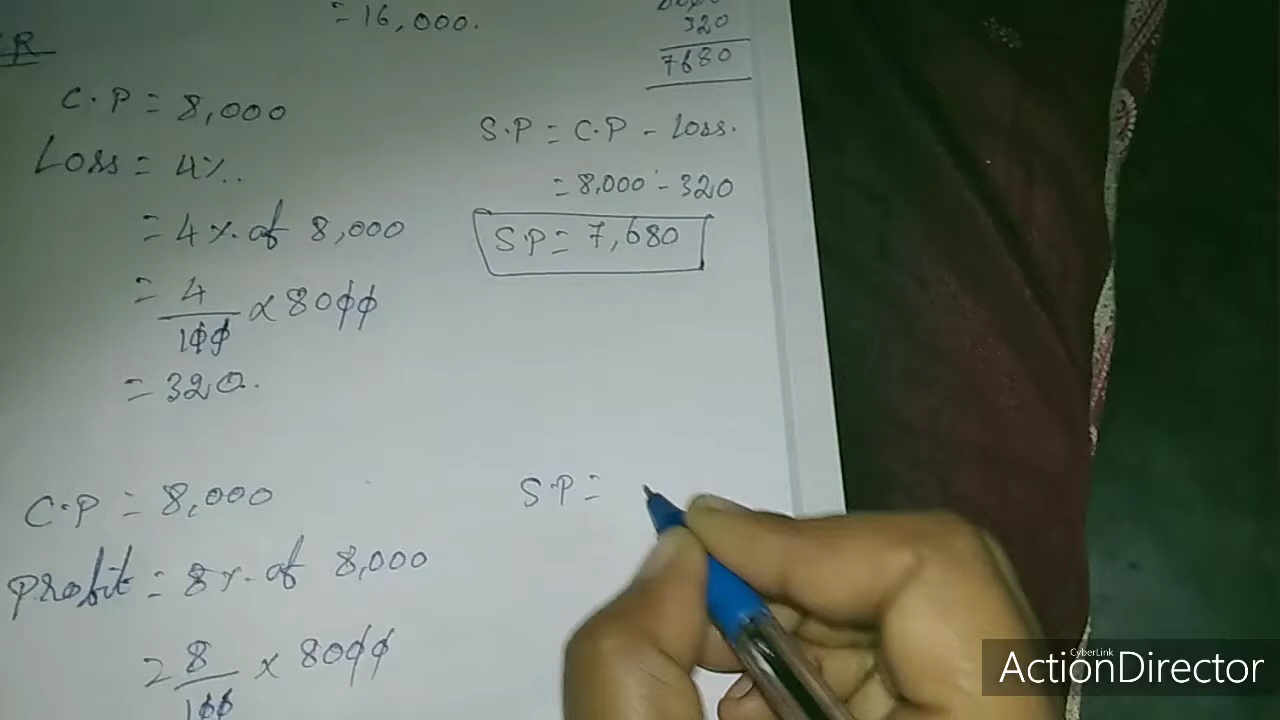 = 16,000.
320
7680
R
C.P = 8,000
Loss = 4%.
= 4% of 8,000
= 4/100 × 8000
= 320.
S.P = C.P - Loss.
= 8,000 - 320
S.P = 7,680
C.P = 8,000
Profit = 8% of 8,000
= 8/100 × 8000
S.P =
CyberLink
ActionDirector